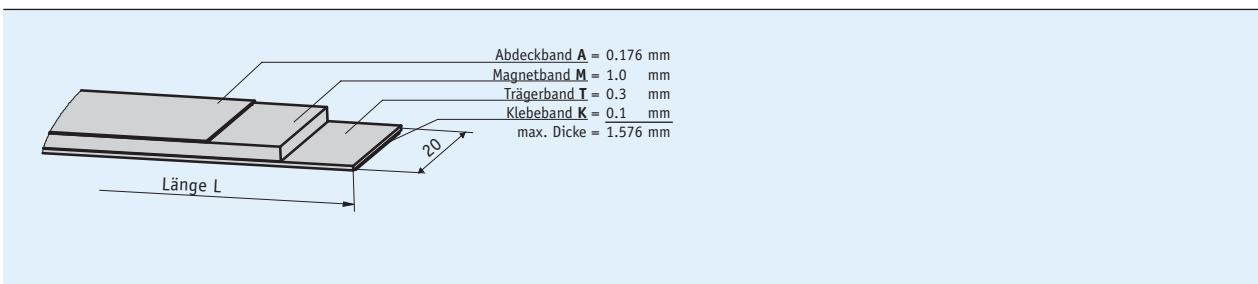 Abdeckband A = 0.176 mm
Magnetband M = 1.0 mm
Trägerband T = 0.3 mm
Klebeband K = 0.1 mm
max. Dicke = 1.576 mm
20
Länge L